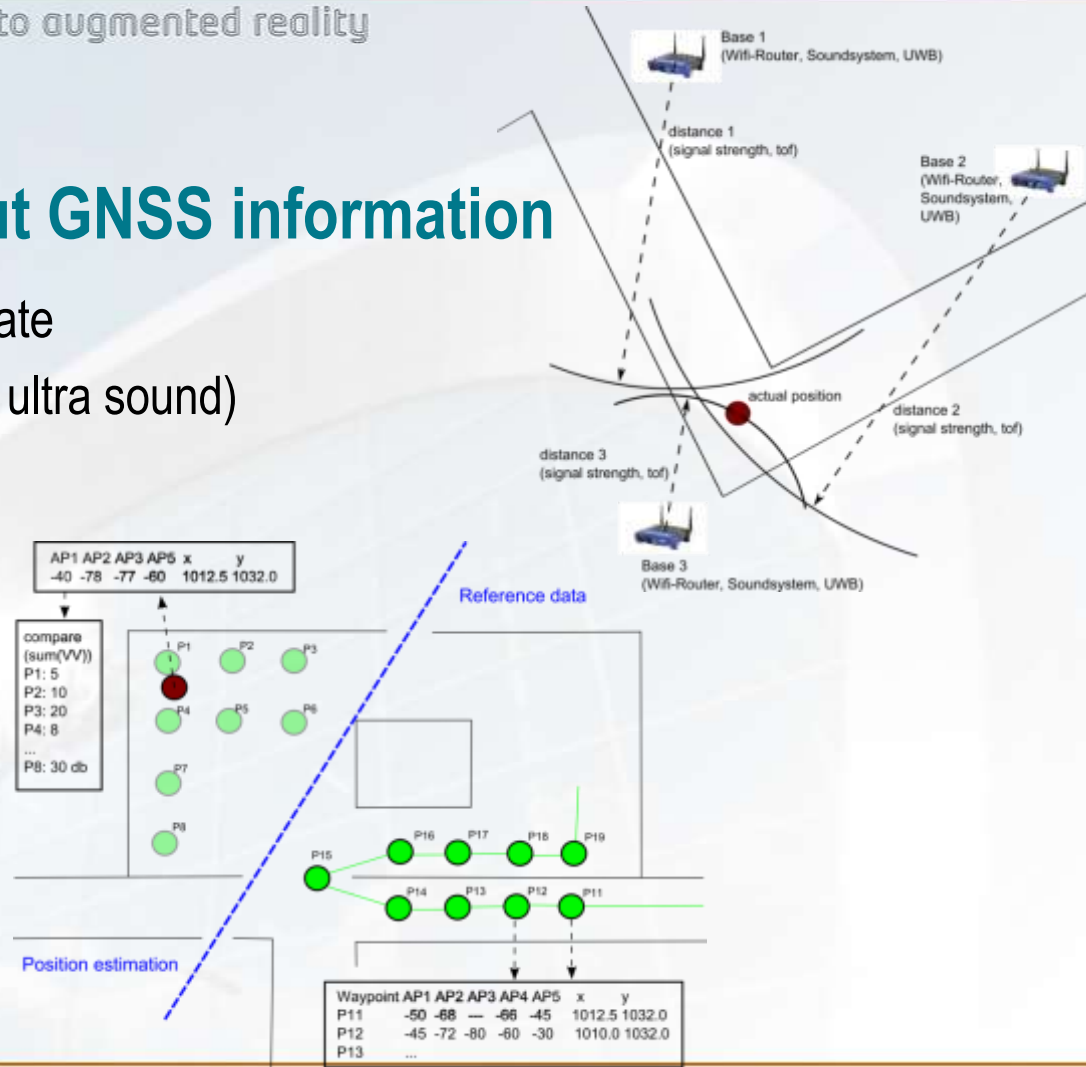 to augmented reality
ut GNSS information
ate
ultra sound)
Base 1
(Wifi-Router, Soundsystem, UWB)
distance 1
(signal strength, tof)
Base 2
(Wifi-Router,
Soundsystem,
UWB)
actual position
distance 2
(signal strength, tof)
distance 3
(signal strength, tof)
Base 3
(Wifi-Router, Soundsystem, UWB)
AP1 AP2 AP3 AP5 x y
-40 -78 -77 -60 1012.5 1032.0
Reference data
compare
(sum(VV))
P1: 5
P2: 10
P3: 20
P4: 8
...
P8: 30 db
P1 P2 P3
P4 P5 P6
P7
P8
P16 P17 P18 P19
P15
P14 P13 P12 P11
Position estimation
Waypoint AP1 AP2 AP3 AP4 AP5 x y
P11 -50 -68 --- -66 -45 1012.5 1032.0
P12 -45 -72 -80 -60 -30 1010.0 1032.0
P13 ...